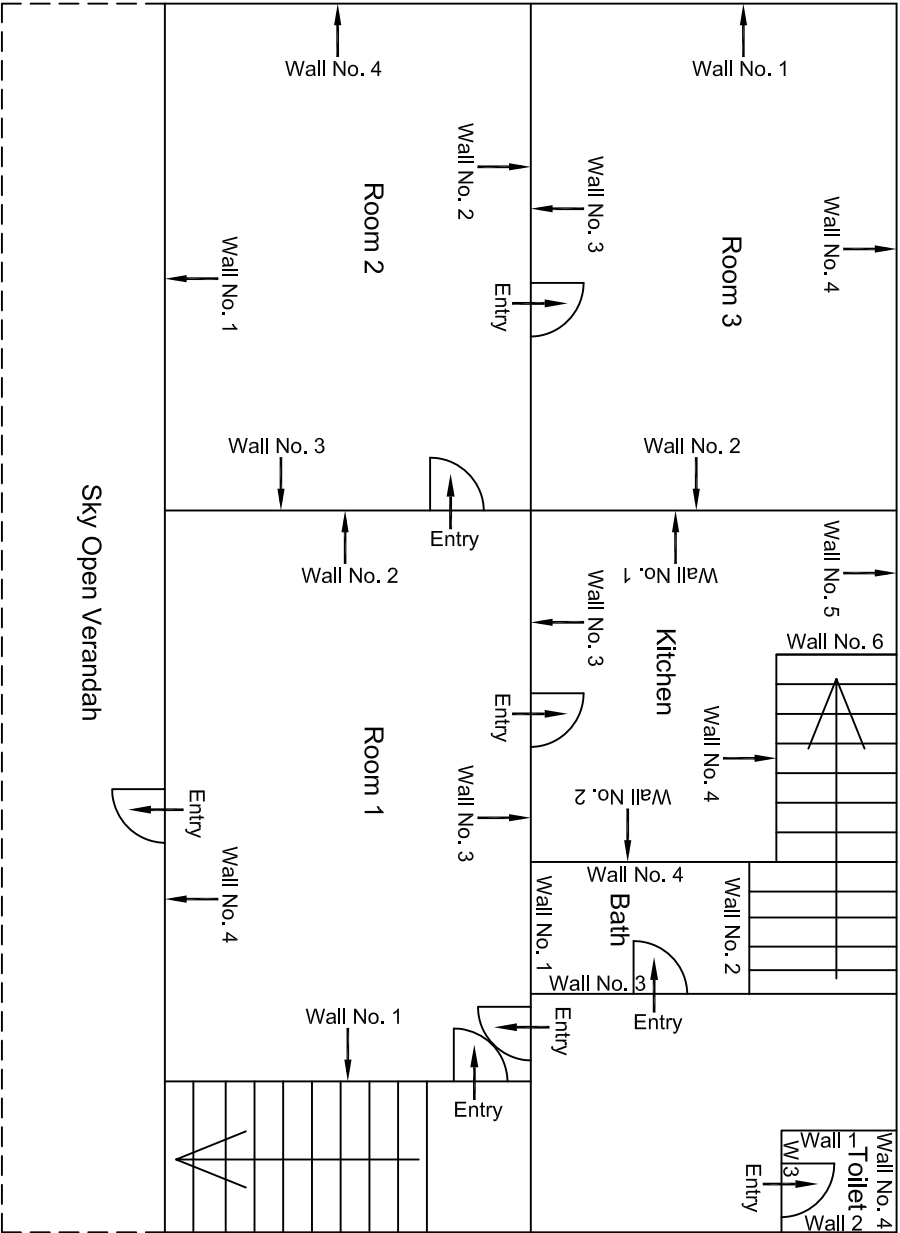 Wall No. 4
Wall No. 1
Wall No. 2
Wall No. 3
Room 2
Wall No. 4
Room 3
Wall No. 1
Entry
Wall No. 3
Wall No. 2
Entry
Sky Open Verandah
Wall No. 2
Wall No. 1
Wall No. 5
Wall No. 3
Kitchen
Wall No. 6
Entry
Wall No. 4
Room 1
Wall No. 3
Wall No. 2
Entry
Wall No. 4
Wall No. 4
Bath
Wall No. 1
Wall No. 2
Wall No. 3
Wall No. 1
Entry
Entry
Entry
Wall 1
Wall No. 4
W 3
Toilet
Entry
Wall 2